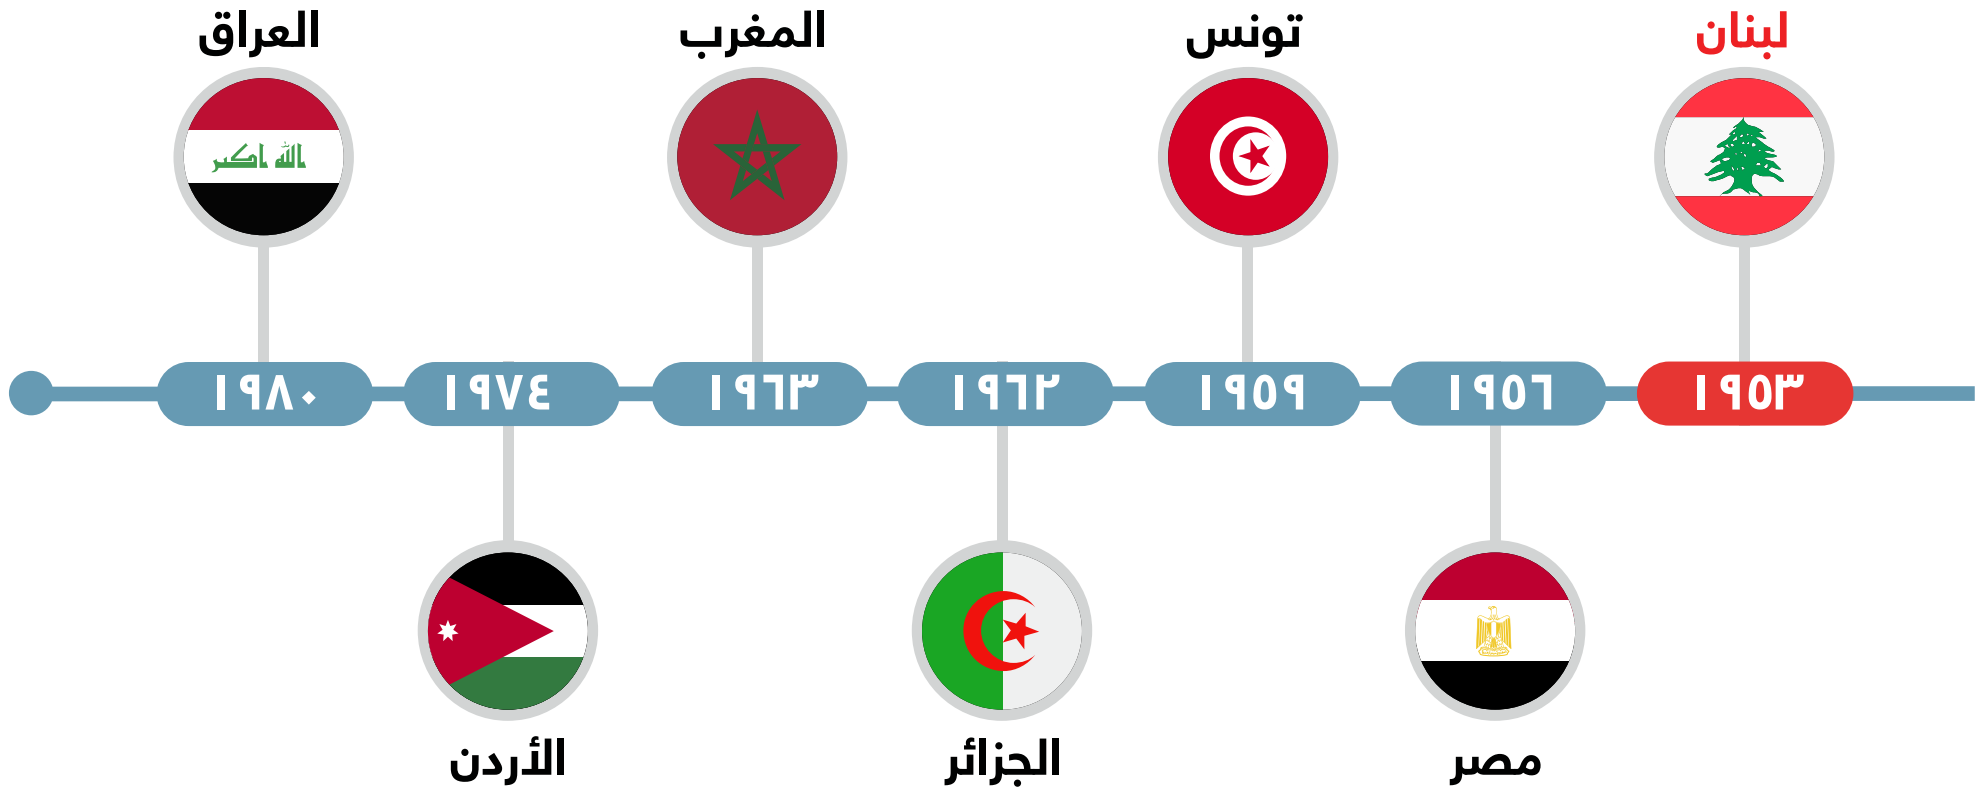 لبنان
تونس
المغرب
العراق
الله اكبر
١٩٥٣
١٩٥٦
١٩٥٩
١٩٦٢
١٩٦٣
١٩٧٤
١٩٨٠
مصر
الجزائر
الأردن